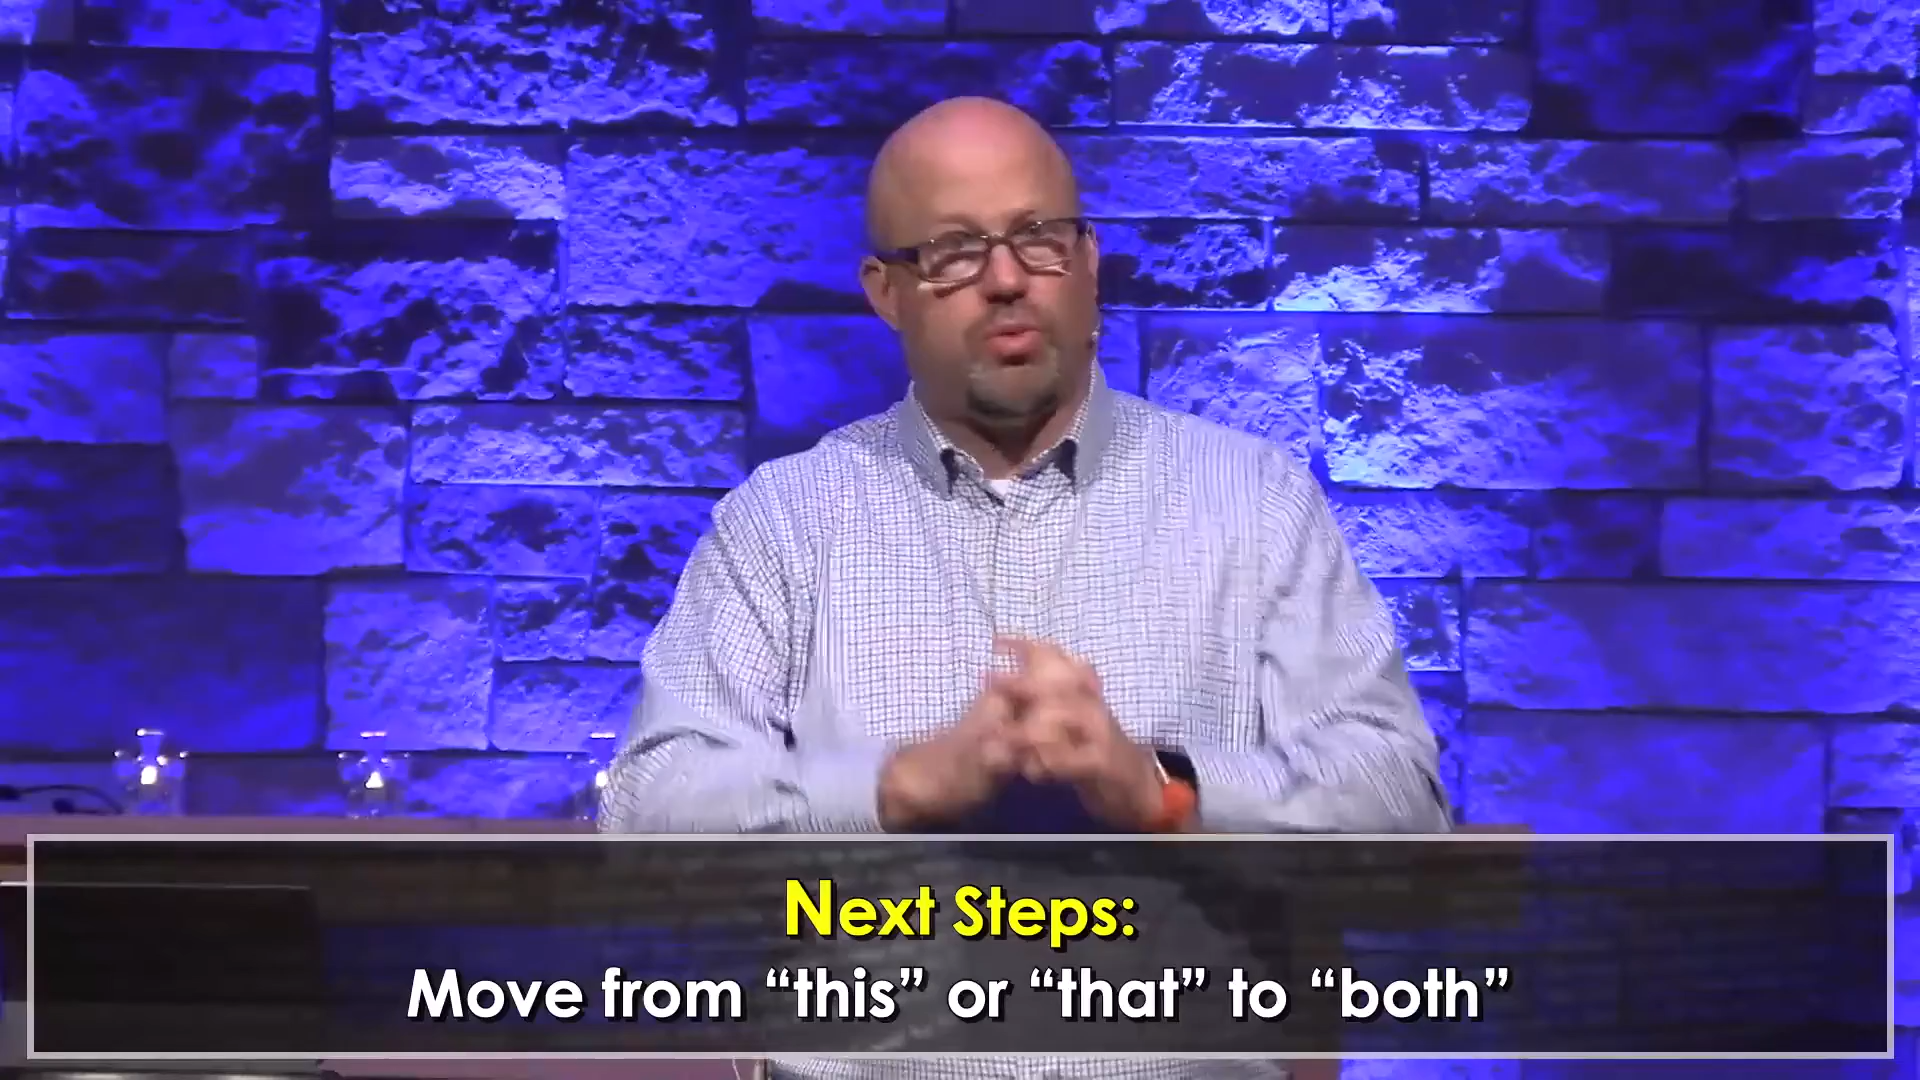 Next Steps:
Move from “this” or “that” to “both”